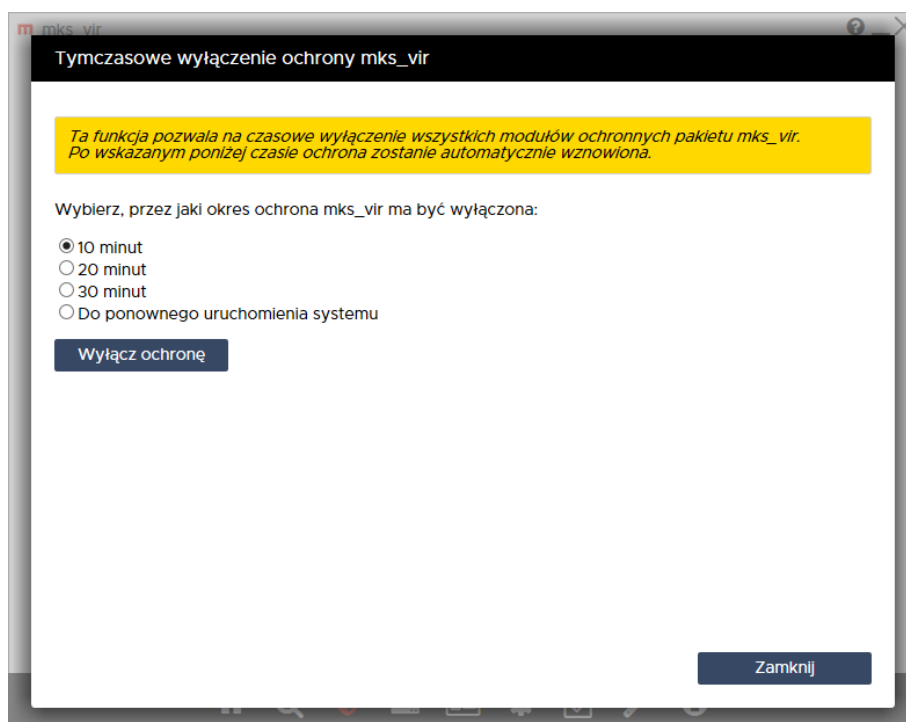 mks_vir
Tymczasowe wyłączenie ochrony mks_vir
Ta funkcja pozwala na czasowe wyłączenie wszystkich modułów ochronnych pakietu mks_vir.
Po wskazanym poniżej czasie ochrona zostanie automatycznie wznowiona.
Wybierz, przez jaki okres ochrona mks_vir ma być wyłączona:
10 minut
20 minut
30 minut
Do ponownego uruchomienia systemu
Wyłącz ochronę
Zamknij